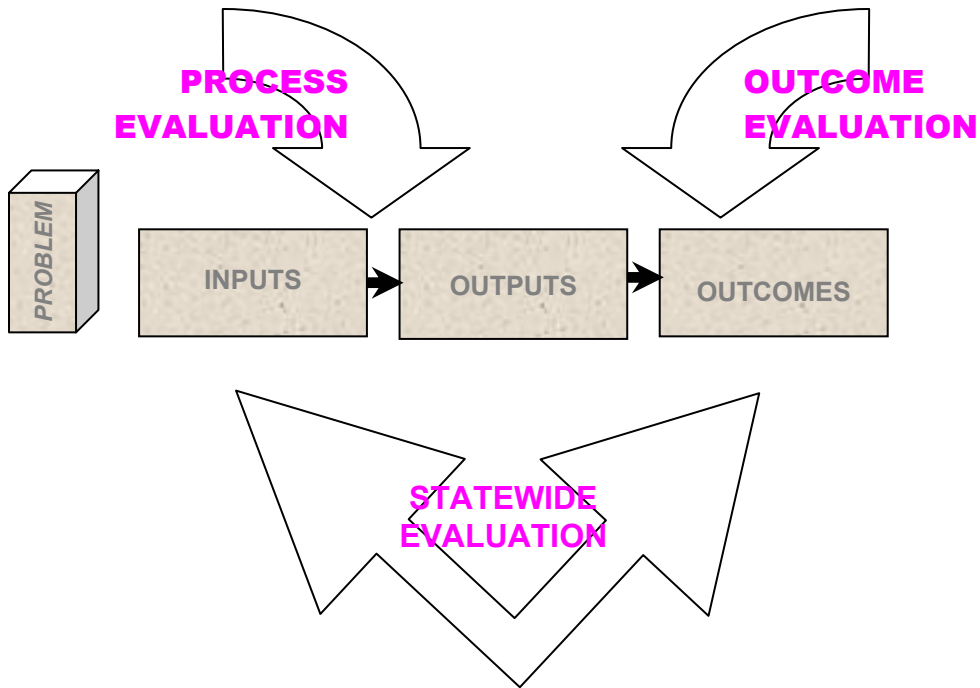 PROCESS
EVALUATION
OUTCOME
EVALUATION
PROBLEM
INPUTS
OUTPUTS
OUTCOMES
STATEWIDE
EVALUATION